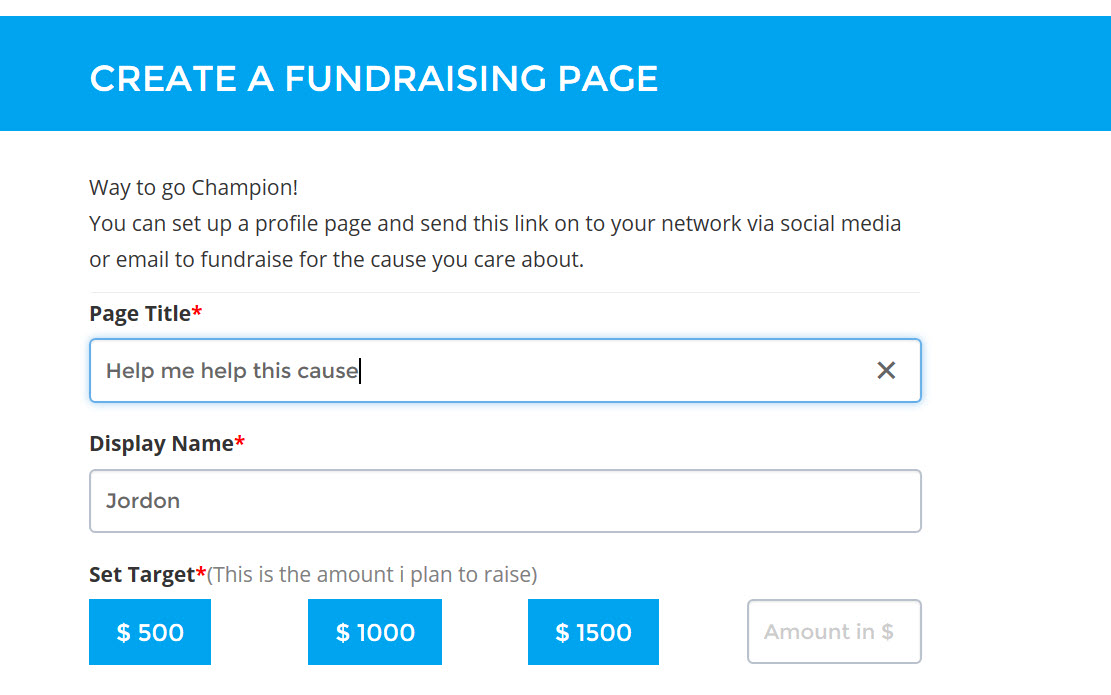 CREATE A FUNDRAISING PAGE
Way to go Champion!
You can set up a profile page and send this link on to your network via social media
or email to fundraise for the cause you care about.
Page Title*
Help me help this cause
Display Name*
Jordon
Set Target*(This is the amount i plan to raise)
$ 500 $ 1000 $ 1500 Amount in $